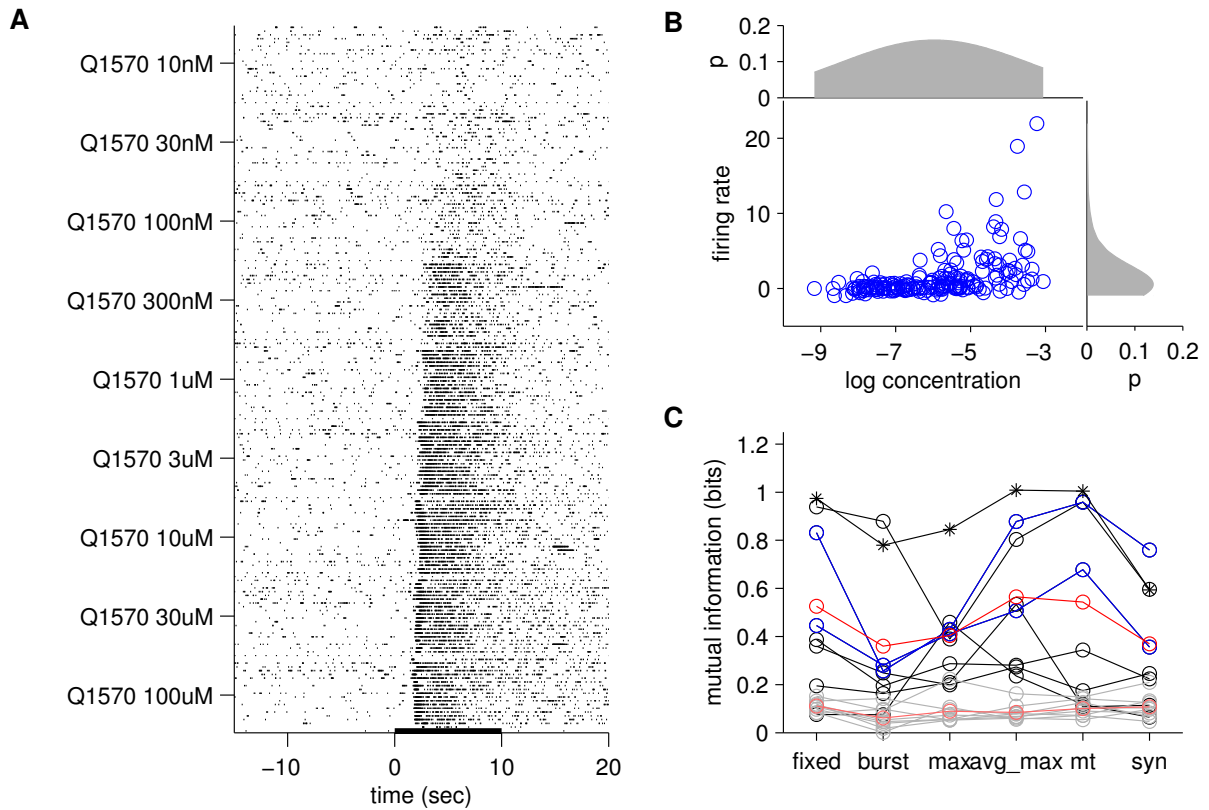 A
Q1570 10nM
Q1570 30nM
Q1570 100nM
Q1570 300nM
Q1570 1uM
Q1570 3uM
Q1570 10uM
Q1570 30uM
Q1570 100uM
−10 0 10 20
time (sec)
B
p
0.2
0.1
0
firing rate
20
10
0
−9 −7 −5 −3
log concentration
0 0.1 0.2
p
C
mutual information (bits)
1.2
1
0.8
0.6
0.4
0.2
0
fixed burst max avg_max mt syn